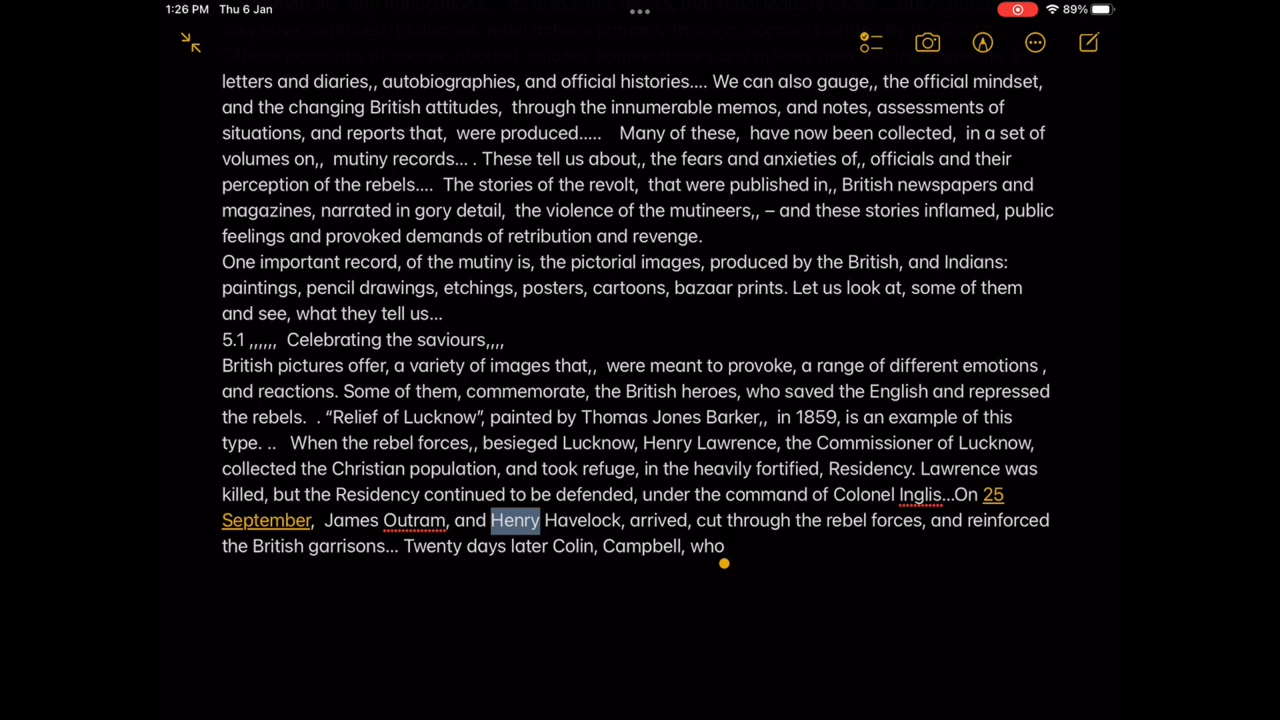 1:26 PM Thu 6 Jan
89%
letters and diaries,, autobiographies, and official histories.... We can also gauge,, the official mindset,
and the changing British attitudes,  through the innumerable memos, and notes, assessments of
situations, and reports that,  were produced.....    Many of these,  have now been collected,  in a set of
volumes on,,  mutiny records... . These tell us about,, the fears and anxieties of,, officials and their
perception of the rebels....  The stories of the revolt,  that were published in,, British newspapers and
magazines, narrated in gory detail,  the violence of the mutineers,, – and these stories inflamed, public
feelings and provoked demands of retribution and revenge.
One important record, of the mutiny is, the pictorial images, produced by the British, and Indians:
paintings, pencil drawings, etchings, posters, cartoons, bazaar prints. Let us look at, some of them
and see, what they tell us...
5.1 ,,,,,,  Celebrating the saviours,,,,
British pictures offer, a variety of images that,,  were meant to provoke, a range of different emotions ,
and reactions. Some of them, commemorate, the British heroes, who saved the English and repressed
the rebels.  . “Relief of Lucknow”, painted by Thomas Jones Barker,,  in 1859, is an example of this
type. ..   When the rebel forces,, besieged Lucknow, Henry Lawrence, the Commissioner of Lucknow,
collected the Christian population, and took refuge, in the heavily fortified, Residency. Lawrence was
killed, but the Residency continued to be defended, under the command of Colonel Inglis...On 25
September,  James Outram, and Henry Havelock, arrived, cut through the rebel forces, and reinforced
the British garrisons... Twenty days later Colin, Campbell, who